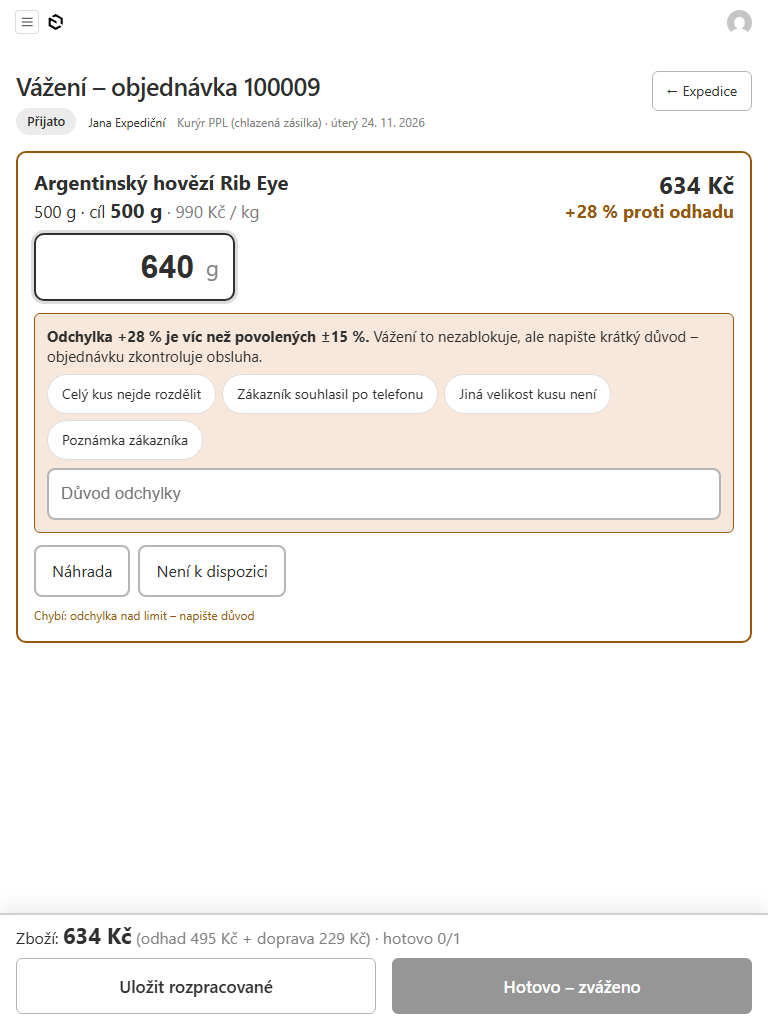 Vážení – objednávka 100009
← Expedice
Přijato Jana Expediční Kurýr PPL (chlazená zásilka) · úterý 24. 11. 2026
Argentinský hovězí Rib Eye
634 Kč
500 g · cíl 500 g · 990 Kč / kg
+28 % proti odhadu
640 g
Odchylka +28 % je víc než povolených ±15 %. Vážení to nezablokuje, ale napište krátký důvod –
objednávku zkontroluje obsluha.
Celý kus nejde rozdělit Zákazník souhlasil po telefonu Jiná velikost kusu není
Poznámka zákazníka
Důvod odchylky
Náhrada Není k dispozici
Chybí: odchylka nad limit – napište důvod
Zboží: 634 Kč (odhad 495 Kč + doprava 229 Kč) · hotovo 0/1
Uložit rozpracované Hotovo – zváženo